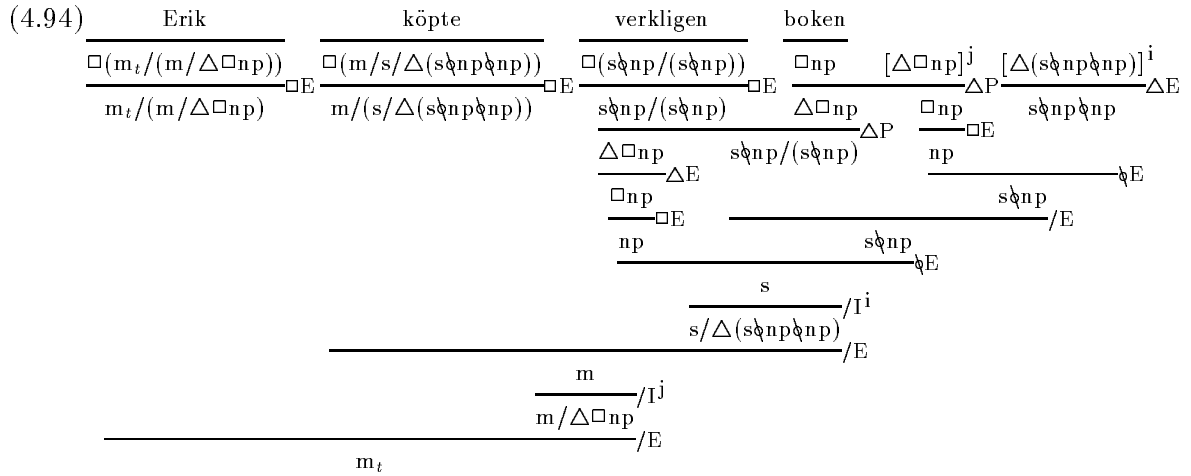 (4.94) Erik köpte verkligen boken
□(m_t/(m/△□np)) □(m/s/△(s⍀np⍀np)) □(s⍀np/(s⍀np)) □np [△□np]^j [△(s⍀np⍀np)]^i
□E □E □E △P △E
m_t/(m/△□np) m/(s/△(s⍀np⍀np)) s⍀np/(s⍀np) △□np □np s⍀np⍀np
△P □E
△□np s⍀np/(s⍀np) np
△E ⍀E
□np s⍀np
□E /E
np s⍀np
⍀E
s
/I^i
s/△(s⍀np⍀np)
/E
m
/I^j
m/△□np
/E
m_t